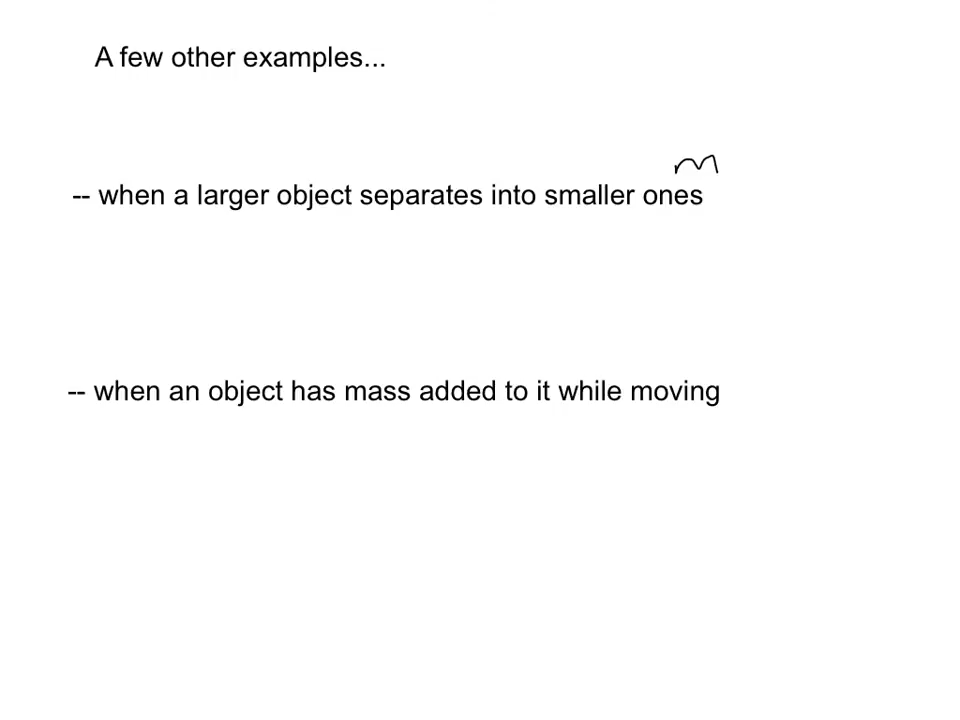 A few other examples...
-- when a larger object separates into smaller ones
-- when an object has mass added to it while moving